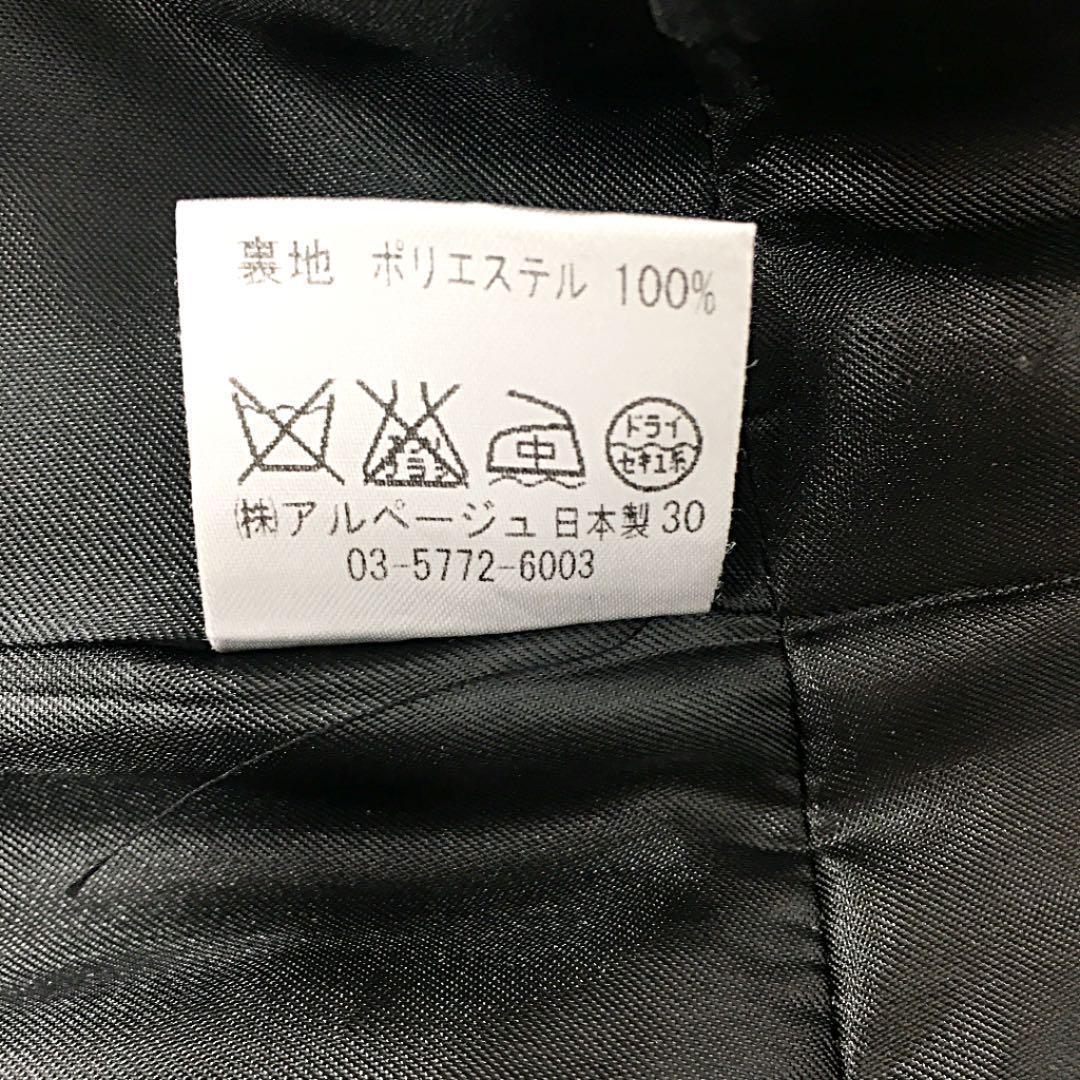 裏地 ポリエステル 100%
中 ドライ
セキユ系
㈱アルページュ 日本製 30
03-5772-6003